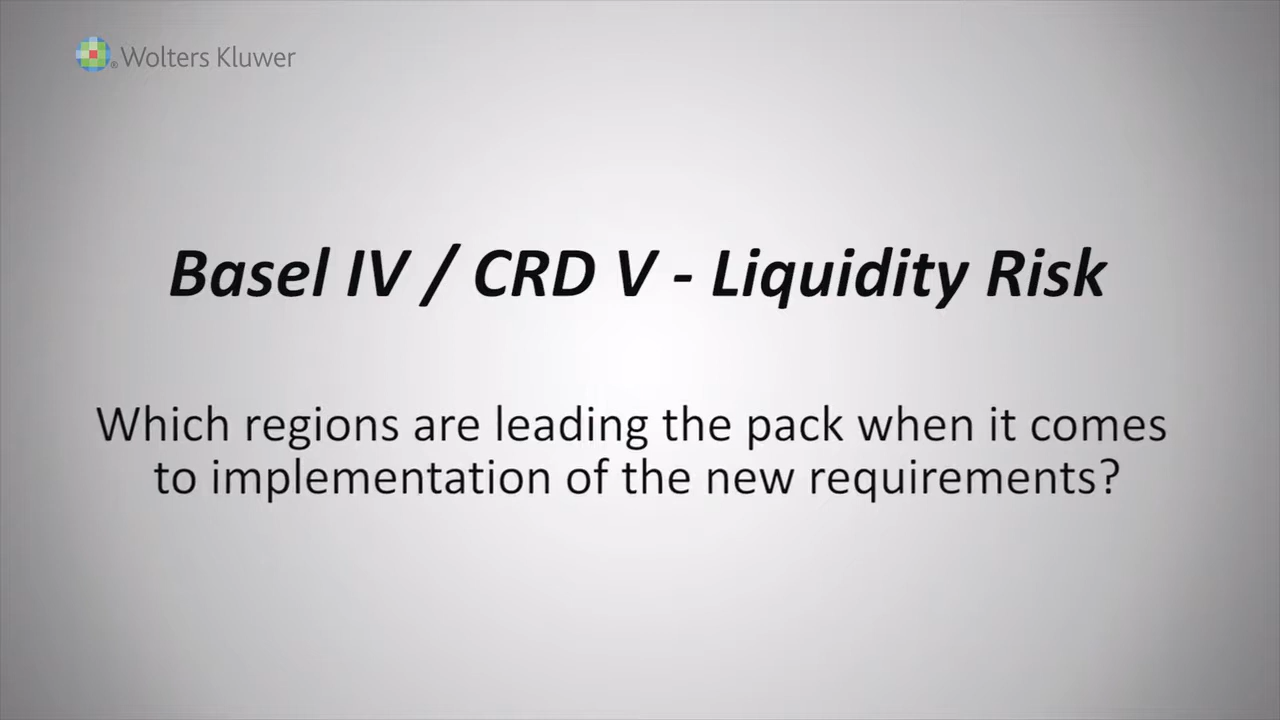 Wolters Kluwer
Basel IV / CRD V - Liquidity Risk
Which regions are leading the pack when it comes
to implementation of the new requirements?